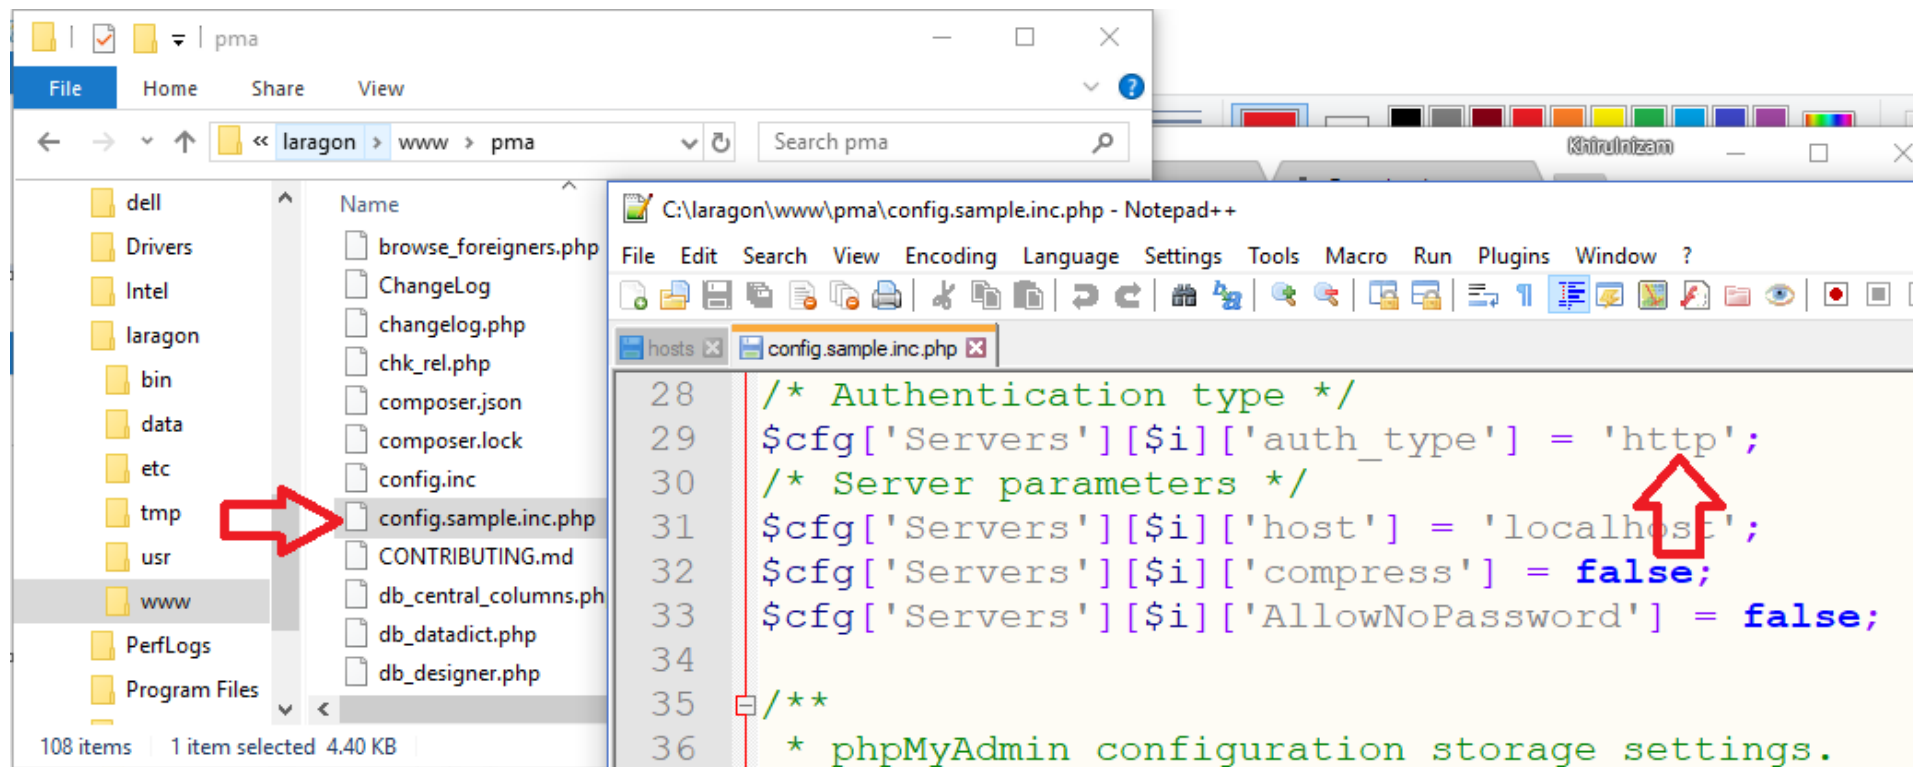 pma
File Home Share View
« laragon > www > pma
Search pma
Khirulnizam
dell
Drivers
Intel
laragon
bin
data
etc
tmp
usr
www
PerfLogs
Program Files
Name
browse_foreigners.php
ChangeLog
changelog.php
chk_rel.php
composer.json
composer.lock
config.inc
config.sample.inc.php
CONTRIBUTING.md
db_central_columns.ph
db_datadict.php
db_designer.php
108 items 1 item selected 4.40 KB
C:\laragon\www\pma\config.sample.inc.php - Notepad++
File Edit Search View Encoding Language Settings Tools Macro Run Plugins Window ?
hosts config.sample.inc.php
28 /* Authentication type */
29 $cfg['Servers'][$i]['auth_type'] = 'http';
30 /* Server parameters */
31 $cfg['Servers'][$i]['host'] = 'localhost';
32 $cfg['Servers'][$i]['compress'] = false;
33 $cfg['Servers'][$i]['AllowNoPassword'] = false;
34
35 /**
36 * phpMyAdmin configuration storage settings.